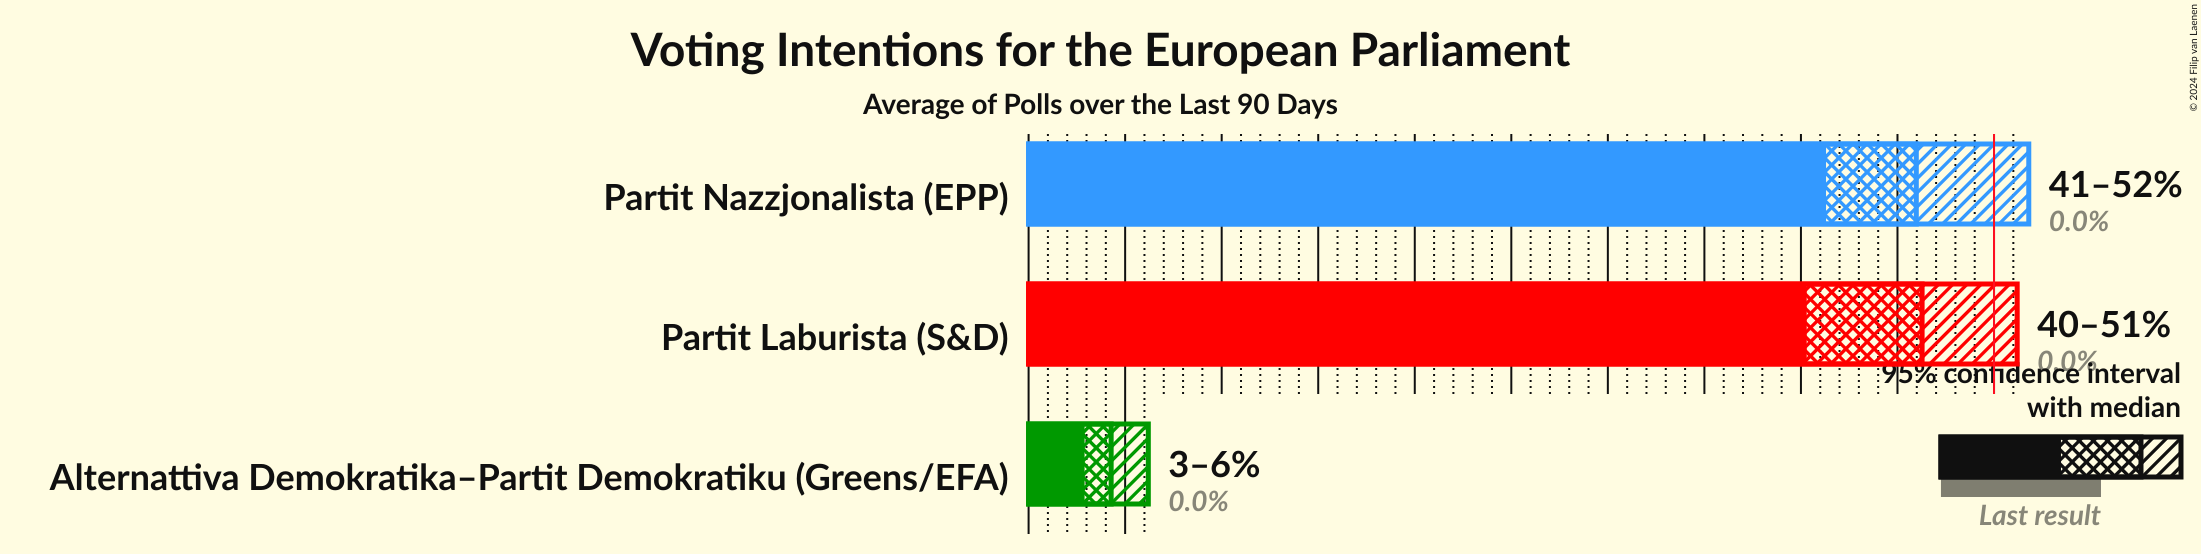 Voting Intentions for the European Parliament
Average of Polls over the Last 90 Days
© 2024 Filip van Laenen
Partit Nazzjonalista (EPP)
41–52%
0.0%
Partit Laburista (S&D)
40–51%
0.0%
95% confidence interval
with median
Alternattiva Demokratika–Partit Demokratiku (Greens/EFA)
3–6%
0.0%
Last result